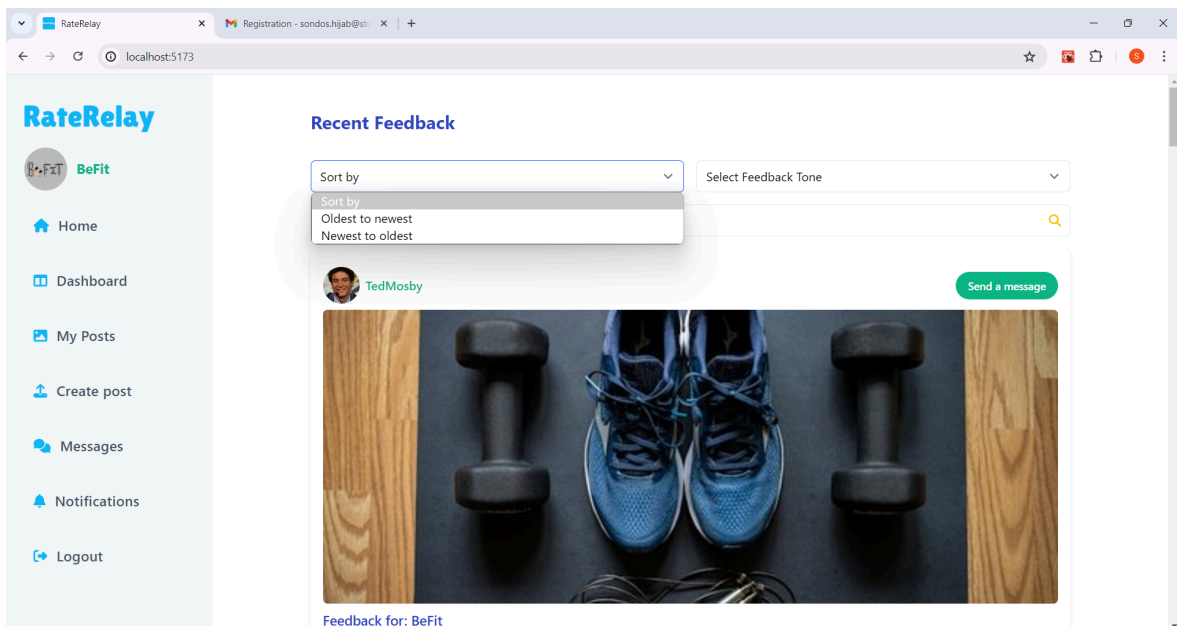 RateRelay
Registration - sondos.hijab@stu
localhost:5173
S
RateRelay
BeFit
BeFit
Home
Dashboard
My Posts
Create post
Messages
Notifications
Logout
Recent Feedback
Sort by
Select Feedback Tone
Sort by
Oldest to newest
Newest to oldest
TedMosby
Send a message
Feedback for: BeFit